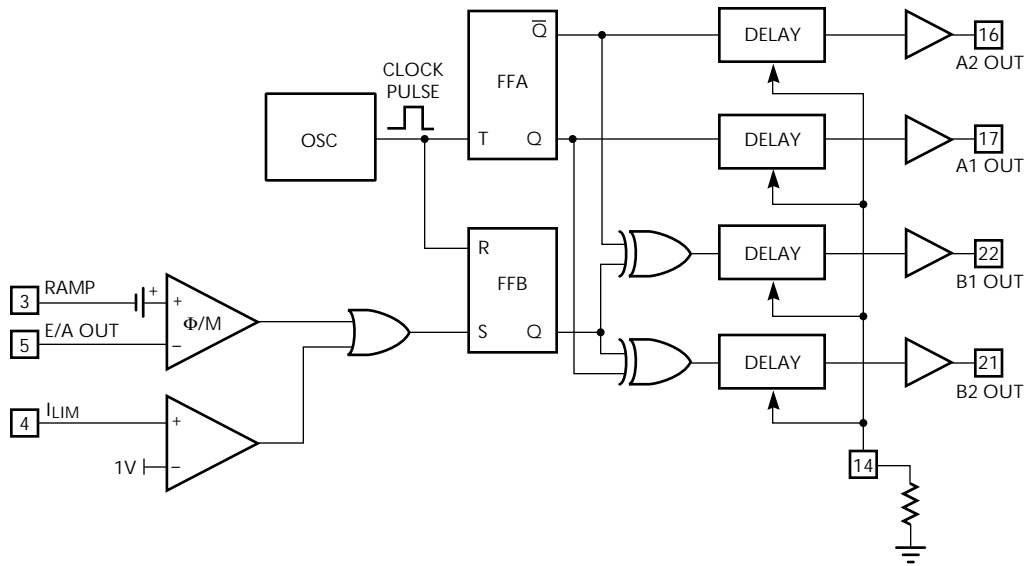 Q̅
DELAY
16
A2 OUT
CLOCK
PULSE
FFA
OSC
T
Q
DELAY
17
A1 OUT
R
FFB
DELAY
22
B1 OUT
3
RAMP
+
+
Φ/M
5
E/A OUT
−
S
Q
DELAY
21
B2 OUT
4
ILIM
+
1V
−
14